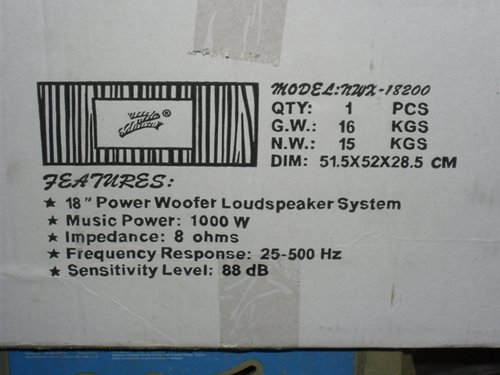 MODEL:NWX-18200
QTY: 1 PCS
G.W.: 16 KGS
N.W.: 15 KGS
DIM: 51.5X52X28.5 CM
®
FEATURES:
★ 18" Power Woofer Loudspeaker System
★ Music Power: 1000 W
★ Impedance: 8 ohms
★ Frequency Response: 25-500 Hz
★ Sensitivity Level: 88 dB